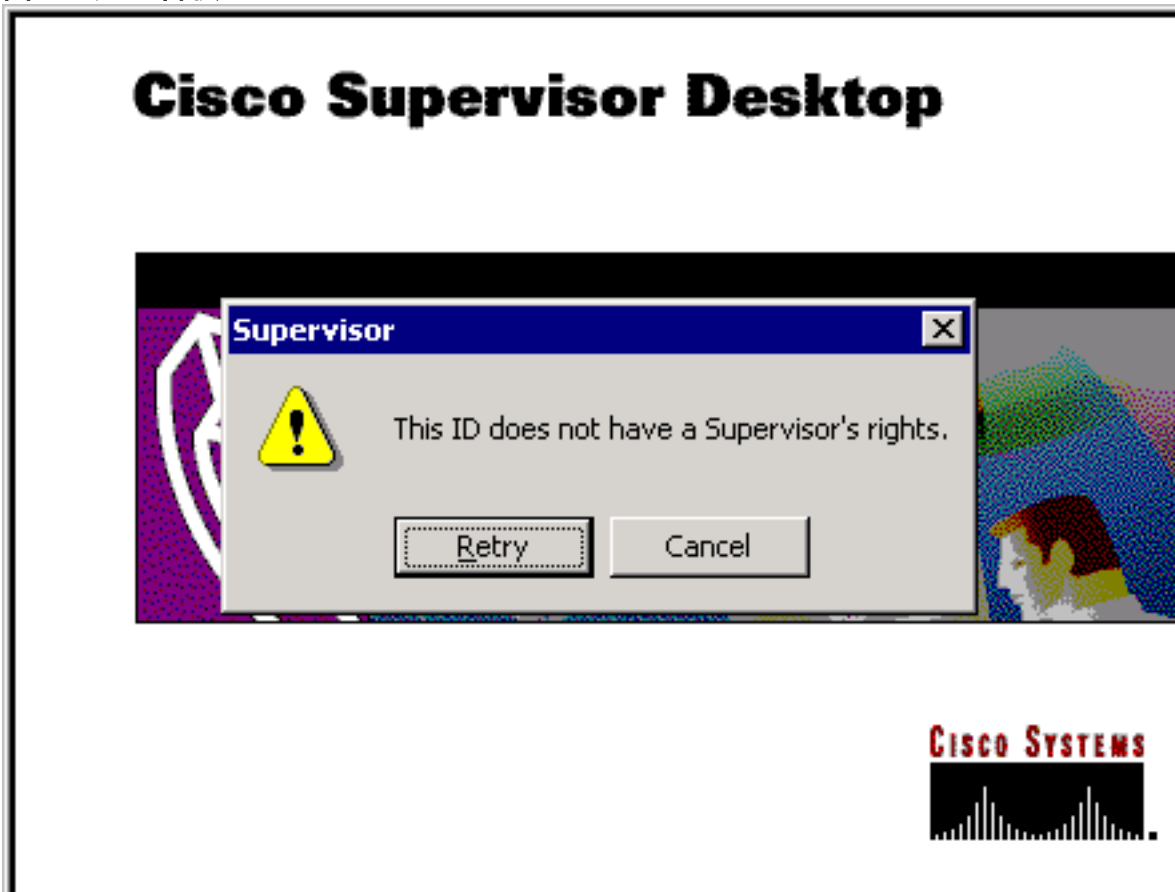 Cisco Supervisor Desktop
Supervisor
This ID does not have a Supervisor's rights.
Retry
Cancel
CISCO SYSTEMS